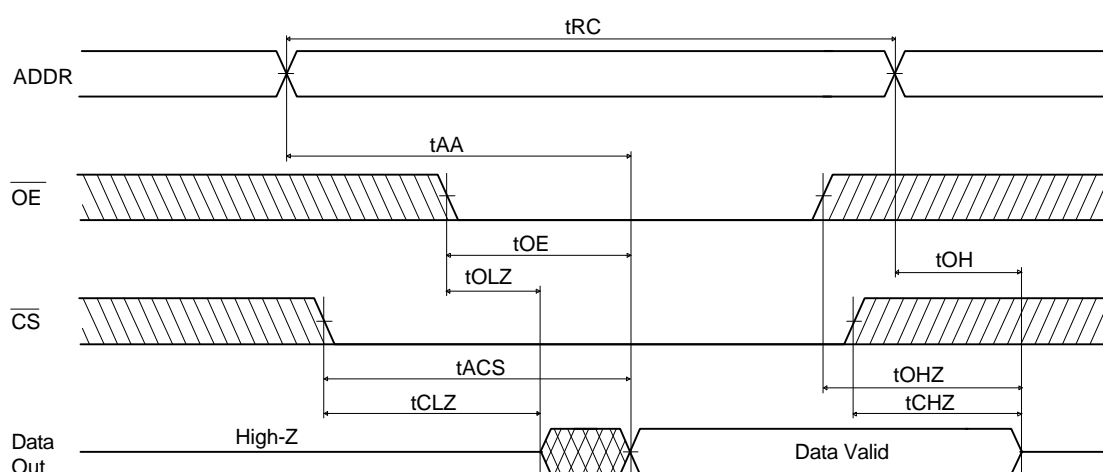 tRC
ADDR
tAA
OE
tOE
tOH
tOLZ
CS
tACS
tOHZ
tCLZ
tCHZ
High-Z
Data Valid
Data
Out